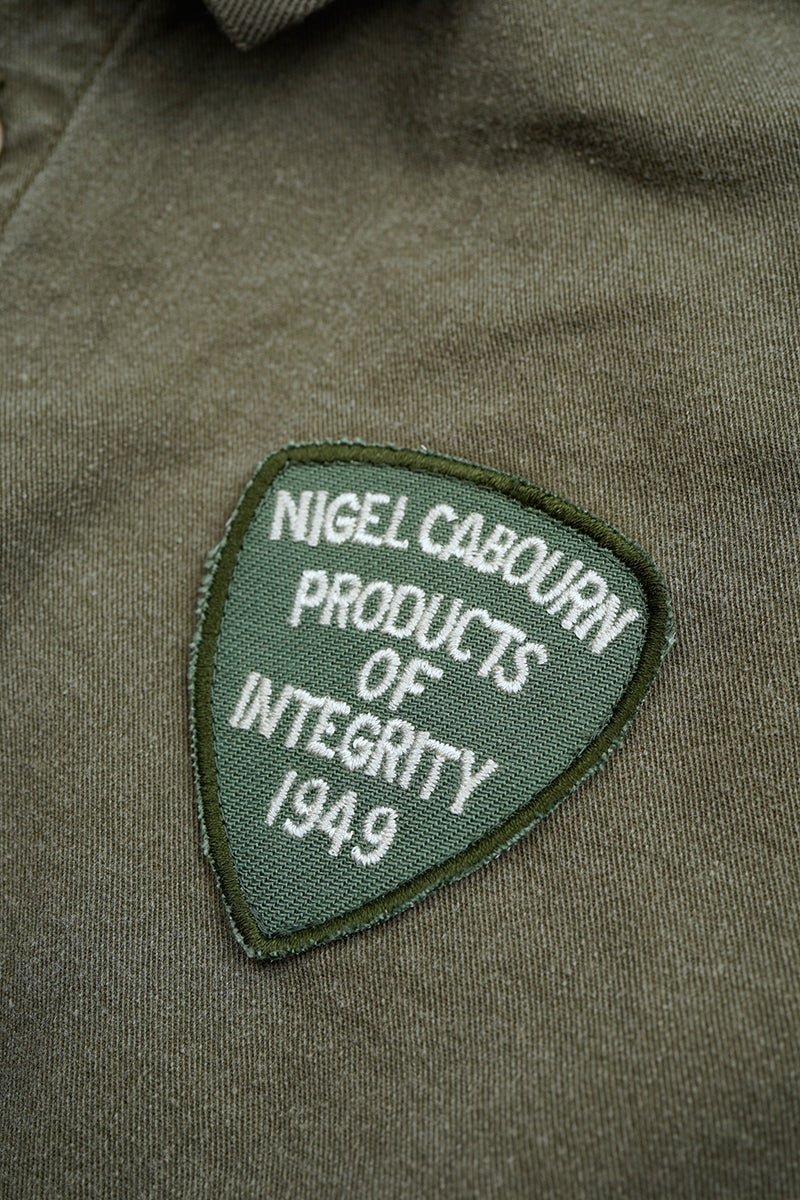 NIGEL CABOURN
PRODUCTS
OF
INTEGRITY
1949